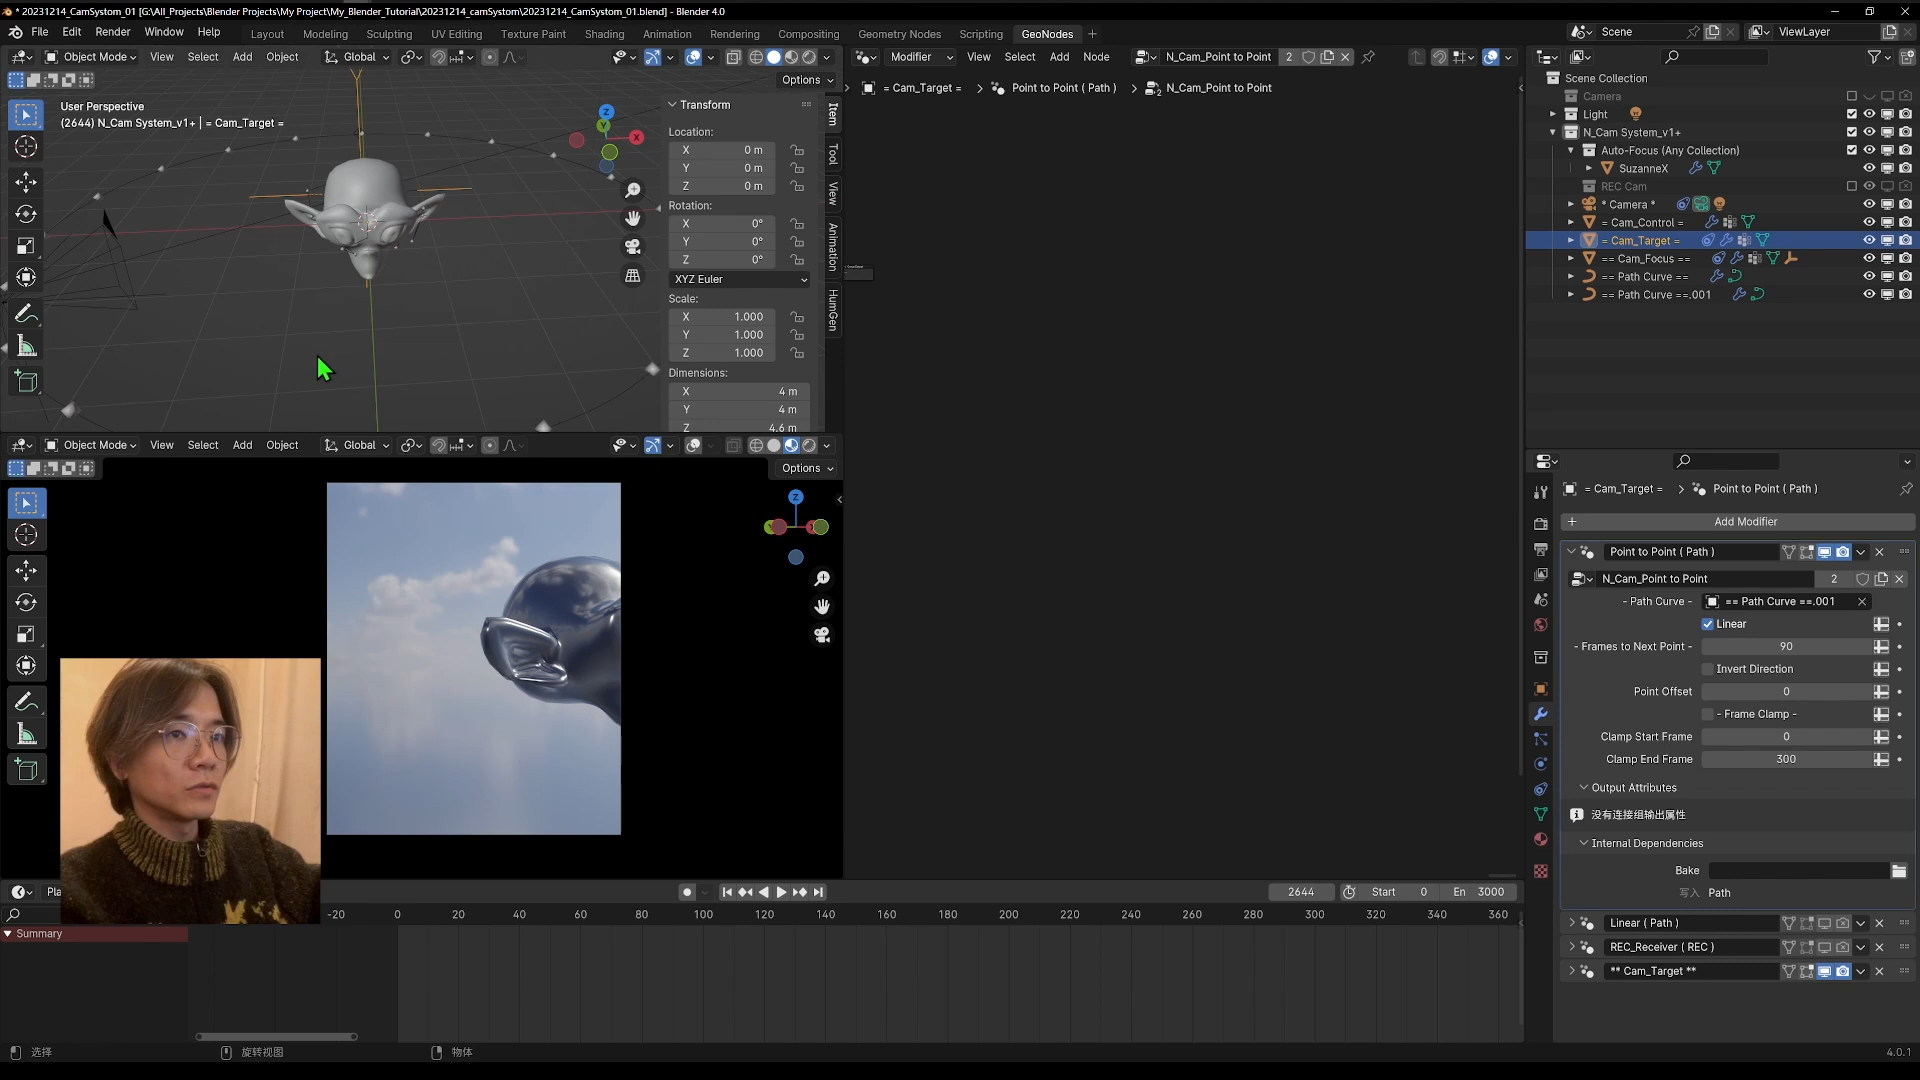 * 20231214_CamSystom_01 [G:\All_Projects\Blender Projects\My Project\My_Blender_Tutorial\20231214_camSystom\20231214_CamSystom_01.blend] - Blender 4.0
File Edit Render Window Help Layout Modeling Sculpting UV Editing Texture Paint Shading Animation Rendering Compositing Geometry Nodes Scripting GeoNodes + Scene ViewLayer
Object Mode View Select Add Object Global
Modifier View Select Add Node N_Cam_Point to Point 2
Options
= Cam_Target = > Point to Point ( Path ) > N_Cam_Point to Point
User Perspective
(2644) N_Cam System_v1+ | = Cam_Target =
Z
Y
X
Transform
Location:
X 0 m
Y 0 m
Z 0 m
Rotation:
X 0°
Y 0°
Z 0°
XYZ Euler
Scale:
X 1.000
Y 1.000
Z 1.000
Dimensions:
X 4 m
Y 4 m
Z 4.6 m
Item
Tool
View
Animation
HumGen
Scene Collection
Camera
Light
N_Cam System_v1+
Auto-Focus (Any Collection)
SuzanneX
REC Cam
* Camera *
= Cam_Control =
= Cam_Target =
== Cam_Focus ==
== Path Curve ==
== Path Curve ==.001
Object Mode View Select Add Object Global
Options
Z
= Cam_Target = > Point to Point ( Path )
+ Add Modifier
Point to Point ( Path )
N_Cam_Point to Point 2
- Path Curve - == Path Curve ==.001
Linear
- Frames to Next Point - 90
Invert Direction
Point Offset 0
- Frame Clamp -
Clamp Start Frame 0
Clamp End Frame 300
Output Attributes
没有连接组输出属性
Internal Dependencies
Bake
写入 Path
Linear ( Path )
REC_Receiver ( REC )
** Cam_Target **
Pla
2644 Start 0 En 3000
-20 0 20 40 60 80 100 120 140 160 180 200 220 240 260 280 300 320 340 360
Summary
选择 旋转视图 物体 4.0.1